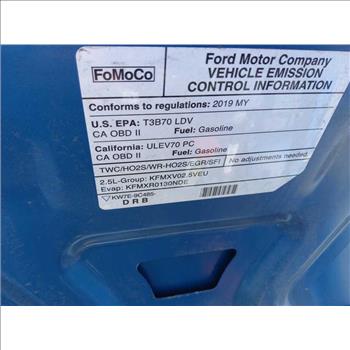 FoMoCo
Ford Motor Company
VEHICLE EMISSION
CONTROL INFORMATION
Conforms to regulations: 2019 MY
U.S. EPA: T3B70 LDV
CA OBD II Fuel: Gasoline
California: ULEV70 PC
CA OBD II Fuel: Gasoline
TWC/HO2S/WR-HO2S/EGR/SFI No adjustments needed.
2.5L-Group: KFMXV02.5VEU
Evap: KFMXR0130NDE
KW7E-9C485-
DRB